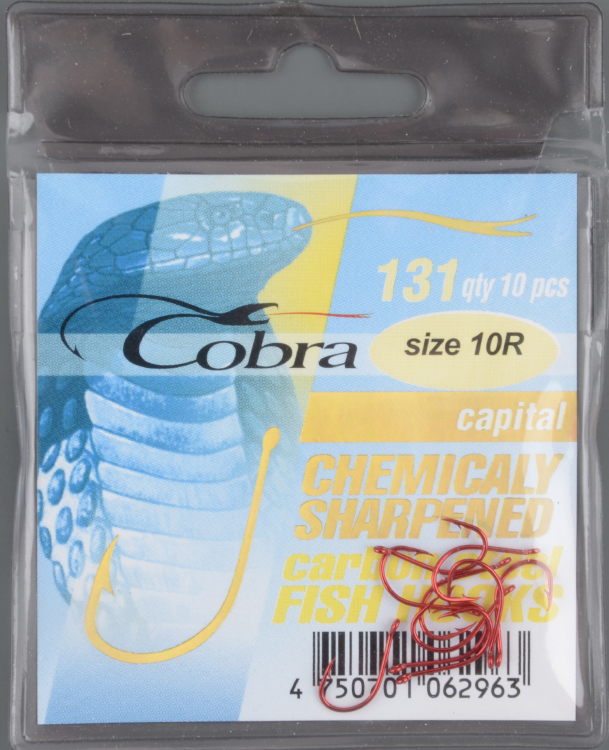 131 qty 10 pcs
Cobra
size 10R
capital
CHEMICALY
SHARPENED
carbon steel
FISH HOOKS
4 750701 062963